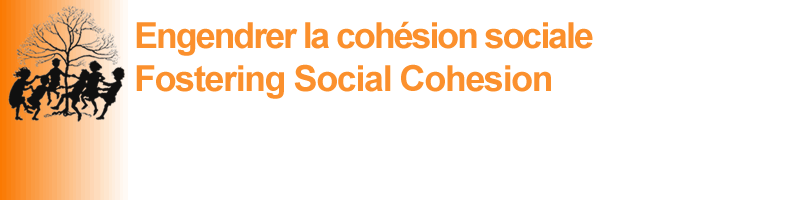 Engendrer la cohésion sociale
Fostering Social Cohesion